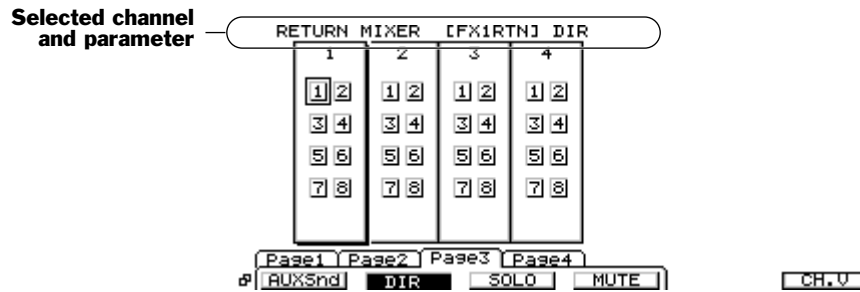 Selected channel
and parameter
RETURN MIXER [FX1RTN] DIR
1 2 3 4
1 2 1 2 1 2 1 2
3 4 3 4 3 4 3 4
5 6 5 6 5 6 5 6
7 8 7 8 7 8 7 8
Page1 Page2 Page3 Page4
AUXSnd DIR SOLO MUTE CH.V